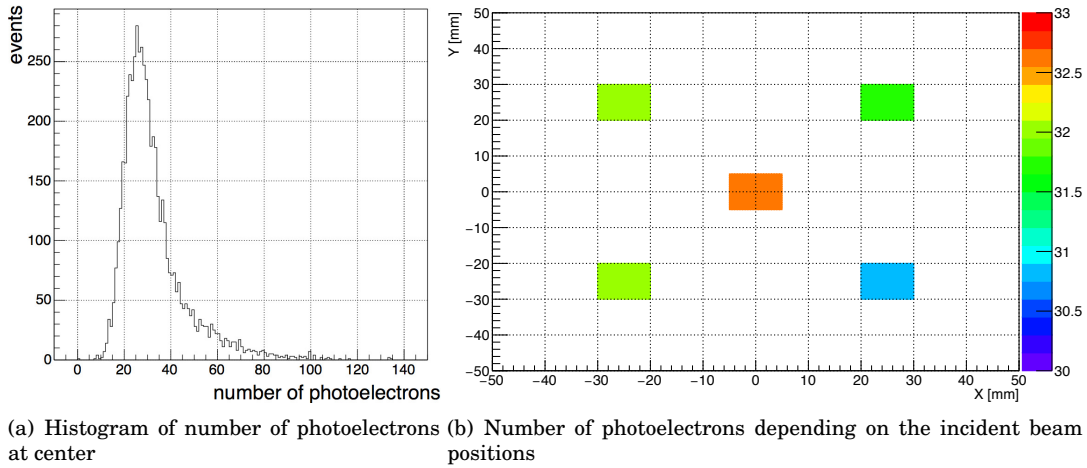 events
250
200
150
100
50
0
0 20 40 60 80 100 120 140
number of photoelectrons
Y [mm]
50
40
30
20
10
0
−10
−20
−30
−40
−50
−50 −40 −30 −20 −10 0 10 20 30 40 50
X [mm]
33
32.5
32
31.5
31
30.5
30
(a) Histogram of number of photoelectrons
at center
(b) Number of photoelectrons depending on the incident beam
positions